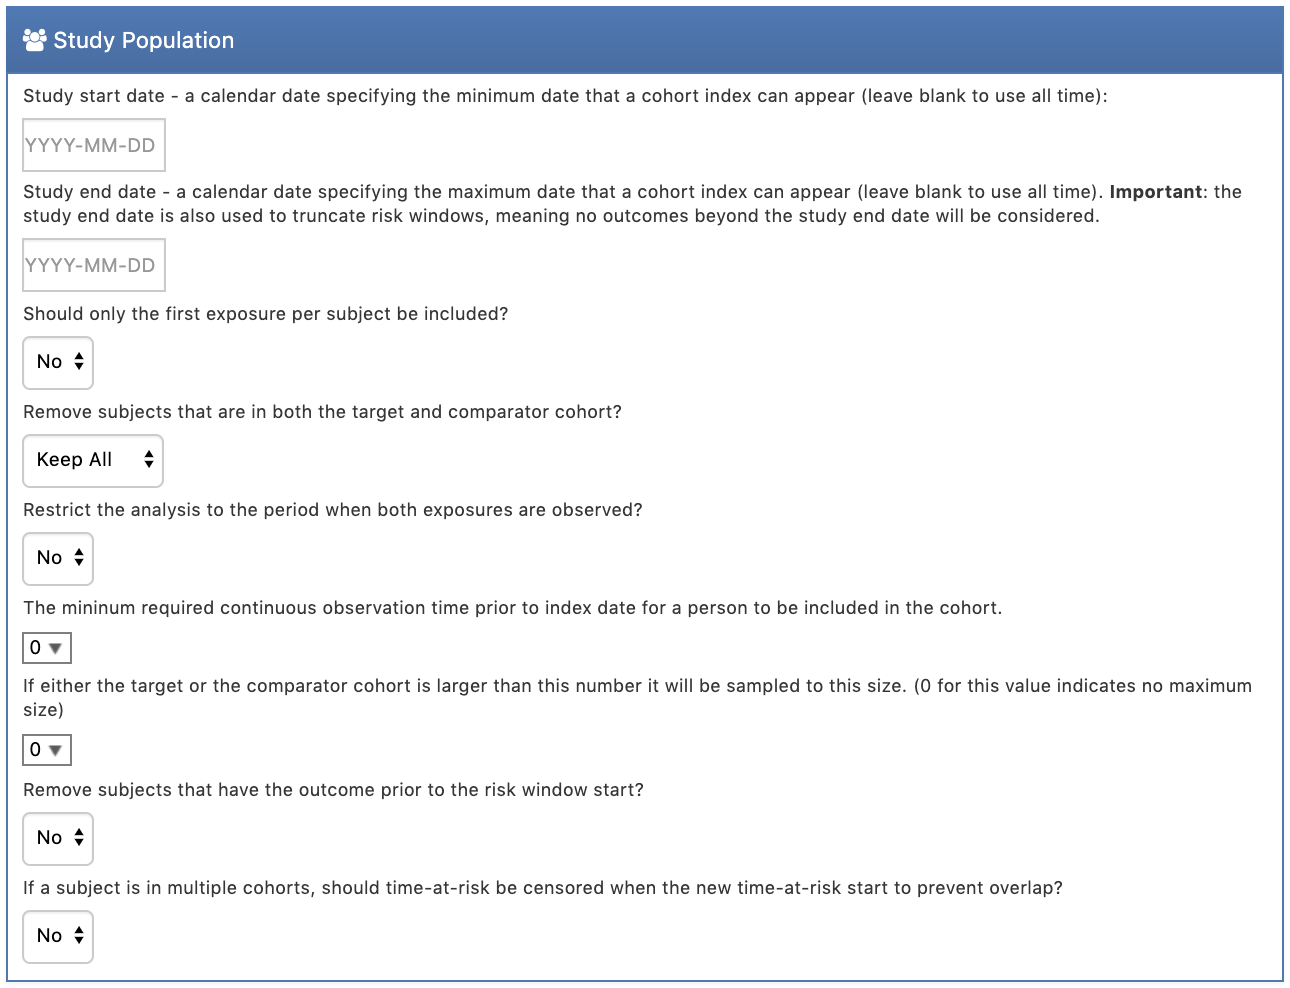 Study Population
Study start date - a calendar date specifying the minimum date that a cohort index can appear (leave blank to use all time):
YYYY-MM-DD
Study end date - a calendar date specifying the maximum date that a cohort index can appear (leave blank to use all time). Important: the
study end date is also used to truncate risk windows, meaning no outcomes beyond the study end date will be considered.
YYYY-MM-DD
Should only the first exposure per subject be included?
No
Remove subjects that are in both the target and comparator cohort?
Keep All
Restrict the analysis to the period when both exposures are observed?
No
The mininum required continuous observation time prior to index date for a person to be included in the cohort.
0
If either the target or the comparator cohort is larger than this number it will be sampled to this size. (0 for this value indicates no maximum
size)
0
Remove subjects that have the outcome prior to the risk window start?
No
If a subject is in multiple cohorts, should time-at-risk be censored when the new time-at-risk start to prevent overlap?
No